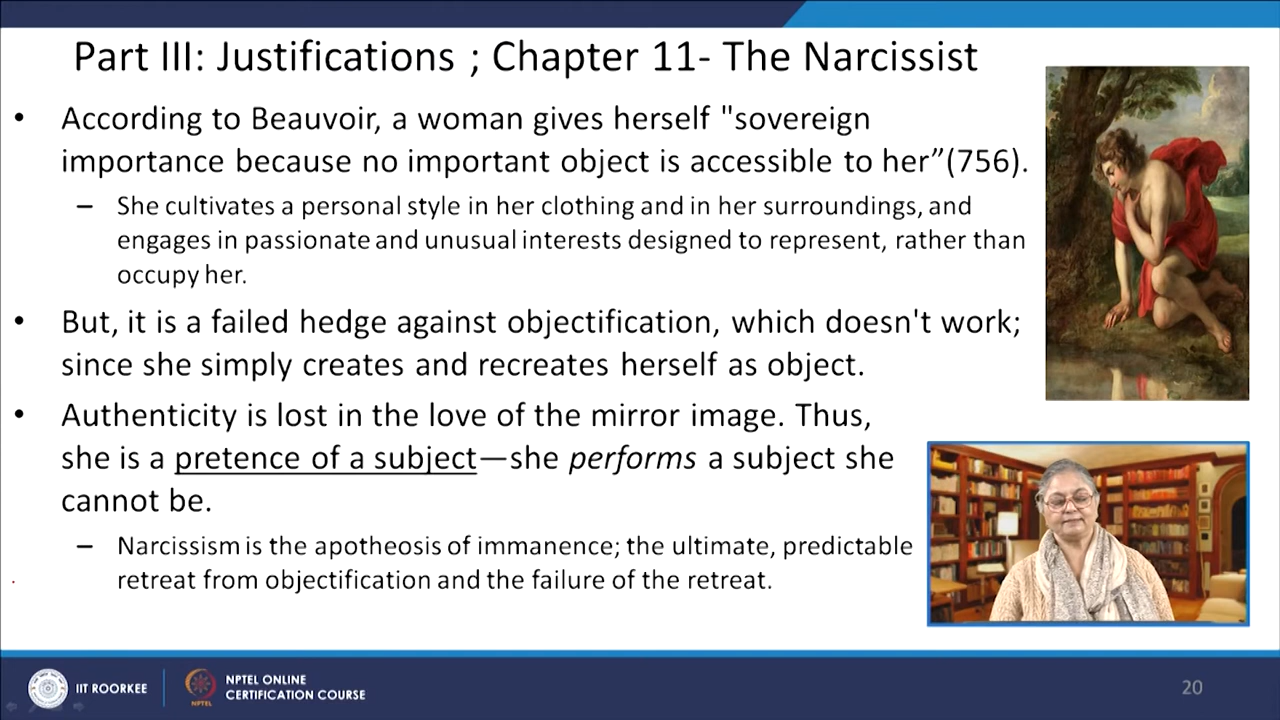 Part III: Justifications ; Chapter 11- The Narcissist
• According to Beauvoir, a woman gives herself "sovereign
importance because no important object is accessible to her”(756).
– She cultivates a personal style in her clothing and in her surroundings, and
engages in passionate and unusual interests designed to represent, rather than
occupy her.
• But, it is a failed hedge against objectification, which doesn't work;
since she simply creates and recreates herself as object.
• Authenticity is lost in the love of the mirror image. Thus,
she is a pretence of a subject—she performs a subject she
cannot be.
– Narcissism is the apotheosis of immanence; the ultimate, predictable
retreat from objectification and the failure of the retreat.
IIT ROORKEE
NPTEL
NPTEL ONLINE
CERTIFICATION COURSE
20